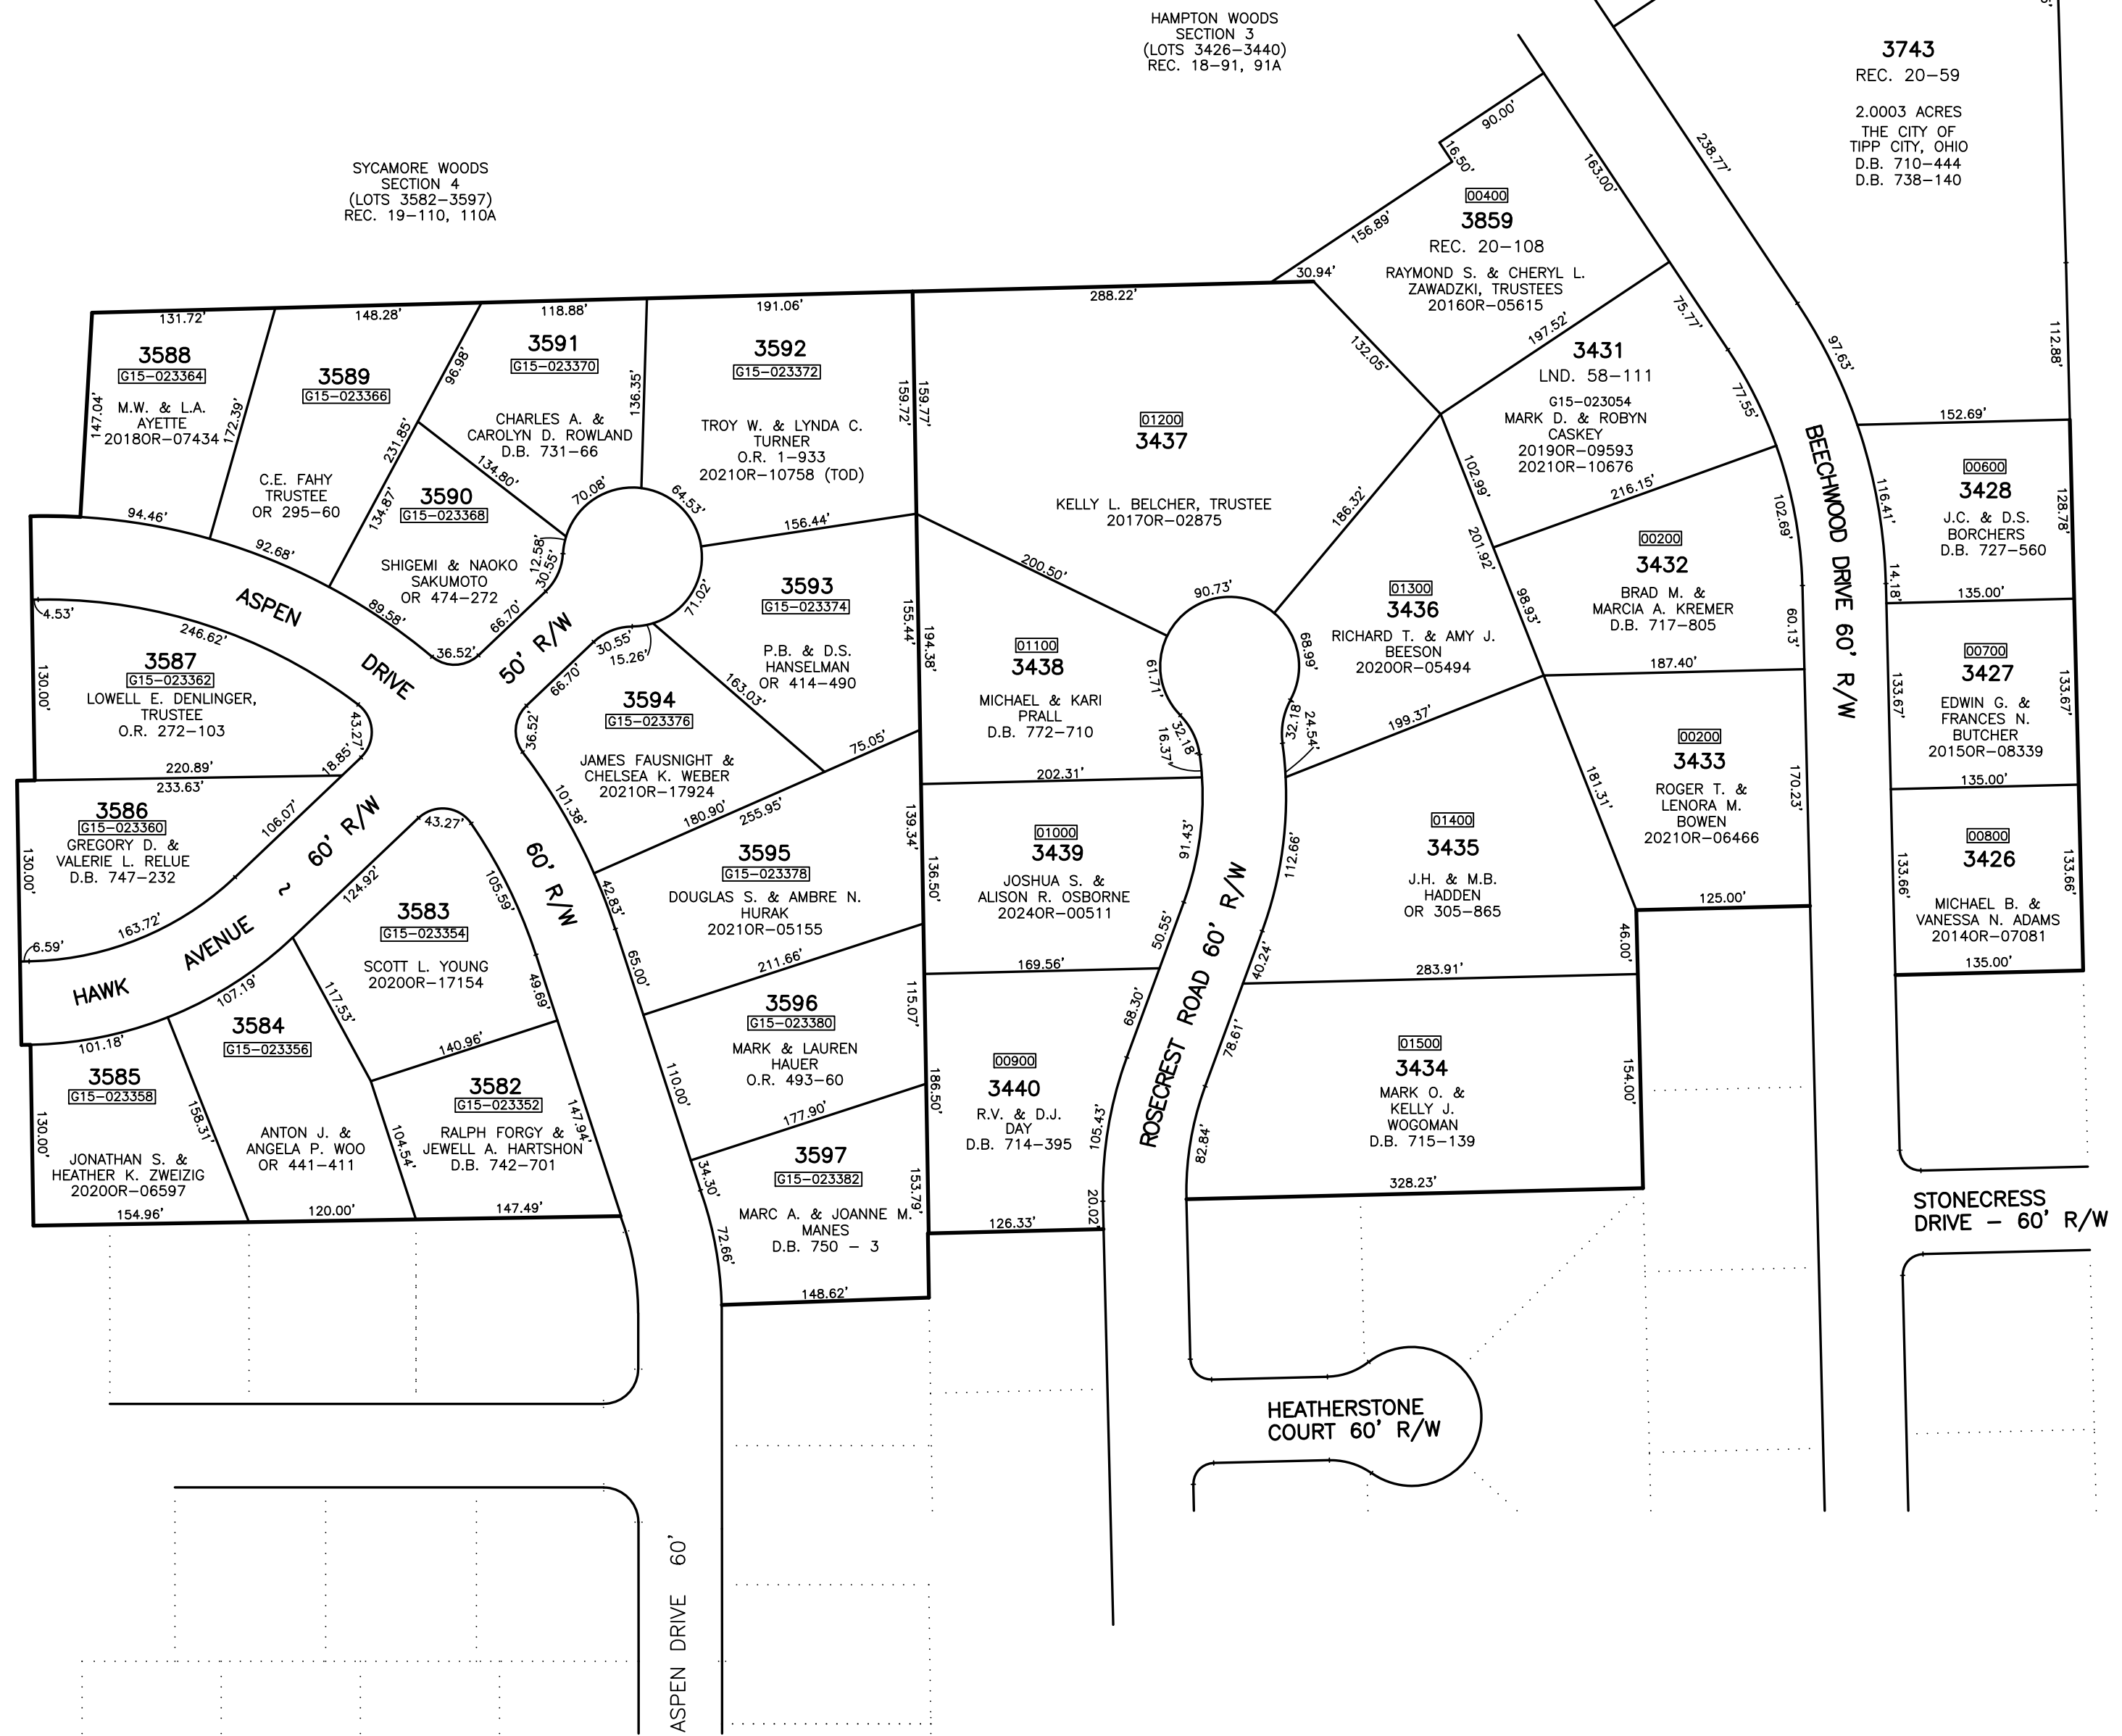 HAMPTON WOODS
SECTION 3
(LOTS 3426–3440)
REC. 18–91, 91A
SYCAMORE WOODS
SECTION 4
(LOTS 3582–3597)
REC. 19–110, 110A
3743
REC. 20–59
2.0003 ACRES
THE CITY OF
TIPP CITY, OHIO
D.B. 710–444
D.B. 738–140
238.77'
97.63'
112.88'
90.00'
16.50'
156.89'
163.00'
30.94'
00400
3859
REC. 20–108
RAYMOND S. & CHERYL L.
ZAWADZKI, TRUSTEES
2016OR–05615
197.52'
75.77'
3431
LND. 58–111
G15–023054
MARK D. & ROBYN
CASKEY
2019OR–09593
2021OR–10676
77.55'
102.99'
216.15'
131.72'
3588
G15–023364
M.W. & L.A.
AYETTE
2018OR–07434
147.04'
172.39'
94.46'
148.28'
3589
G15–023366
C.E. FAHY
TRUSTEE
OR 295–60
96.98'
231.85'
134.87'
92.68'
118.88'
3591
G15–023370
CHARLES A. &
CAROLYN D. ROWLAND
D.B. 731–66
136.35'
134.80'
70.08'
3590
G15–023368
SHIGEMI & NAOKO
SAKUMOTO
OR 474–272
12.58'
30.55'
66.70'
89.58'
36.52'
191.06'
3592
G15–023372
TROY W. & LYNDA C.
TURNER
O.R. 1–933
2021OR–10758 (TOD)
159.72'
159.77'
64.53'
156.44'
3593
G15–023374
P.B. & D.S.
HANSELMAN
OR 414–490
71.02'
155.44'
163.03'
75.05'
288.22'
132.05'
01200
3437
KELLY L. BELCHER, TRUSTEE
2017OR–02875
186.32'
200.50'
90.73'
01300
3436
RICHARD T. & AMY J.
BEESON
2020OR–05494
68.99'
32.18'
24.54'
199.37'
201.92'
98.93'
00200
3432
BRAD M. &
MARCIA A. KREMER
D.B. 717–805
102.69'
60.13'
187.40'
BEECHWOOD DRIVE 60' R/W
152.69'
00600
3428
J.C. & D.S.
BORCHERS
D.B. 727–560
116.41'
14.18'
128.78'
135.00'
00700
3427
EDWIN G. &
FRANCES N.
BUTCHER
2015OR–08339
133.67'
133.67'
135.00'
00800
3426
MICHAEL B. &
VANESSA N. ADAMS
2014OR–07081
133.66'
133.66'
135.00'
ASPEN
DRIVE
50' R/W
4.53'
246.62'
3587
G15–023362
LOWELL E. DENLINGER,
TRUSTEE
O.R. 272–103
130.00'
43.27'
18.85'
220.89'
233.63'
3586
G15–023360
GREGORY D. &
VALERIE L. RELUE
D.B. 747–232
130.00'
106.07'
6.59'
163.72'
HAWK
AVENUE
~
60' R/W
30.55'
15.26'
66.70'
36.52'
3594
G15–023376
JAMES FAUSNIGHT &
CHELSEA K. WEBER
2021OR–17924
101.38'
180.90'
255.95'
43.27'
124.92'
105.59'
60' R/W
3583
G15–023354
SCOTT L. YOUNG
2020OR–17154
49.69'
140.96'
107.19'
117.53'
3584
G15–023356
ANTON J. &
ANGELA P. WOO
OR 441–411
120.00'
101.18'
3585
G15–023358
JONATHAN S. &
HEATHER K. ZWEIZIG
2020OR–06597
130.00'
158.31'
154.96'
3582
G15–023352
RALPH FORGY &
JEWELL A. HARTSHON
D.B. 742–701
104.54'
147.94'
147.49'
3595
G15–023378
DOUGLAS S. & AMBRE N.
HURAK
2021OR–05155
42.83'
65.00'
139.34'
211.66'
3596
G15–023380
MARK & LAUREN
HAUER
O.R. 493–60
110.00'
115.07'
177.90'
3597
G15–023382
MARC A. & JOANNE M.
MANES
D.B. 750 – 3
34.30'
72.66'
153.79'
148.62'
01100
3438
MICHAEL & KARI
PRALL
D.B. 772–710
194.38'
61.71'
32.18'
16.37'
202.31'
01000
3439
JOSHUA S. &
ALISON R. OSBORNE
2024OR–00511
136.50'
91.43'
50.55'
169.56'
00900
3440
R.V. & D.J.
DAY
D.B. 714–395
186.50'
68.30'
105.43'
20.02'
126.33'
ROSECREST ROAD 60' R/W
112.66'
40.24'
01400
3435
J.H. & M.B.
HADDEN
OR 305–865
181.31'
46.00'
283.91'
00200
3433
ROGER T. &
LENORA M.
BOWEN
2021OR–06466
170.23'
125.00'
78.61'
82.84'
01500
3434
MARK O. &
KELLY J.
WOGOMAN
D.B. 715–139
154.00'
328.23'
STONECRESS
DRIVE – 60' R/W
HEATHERSTONE
COURT 60' R/W
ASPEN DRIVE 60'